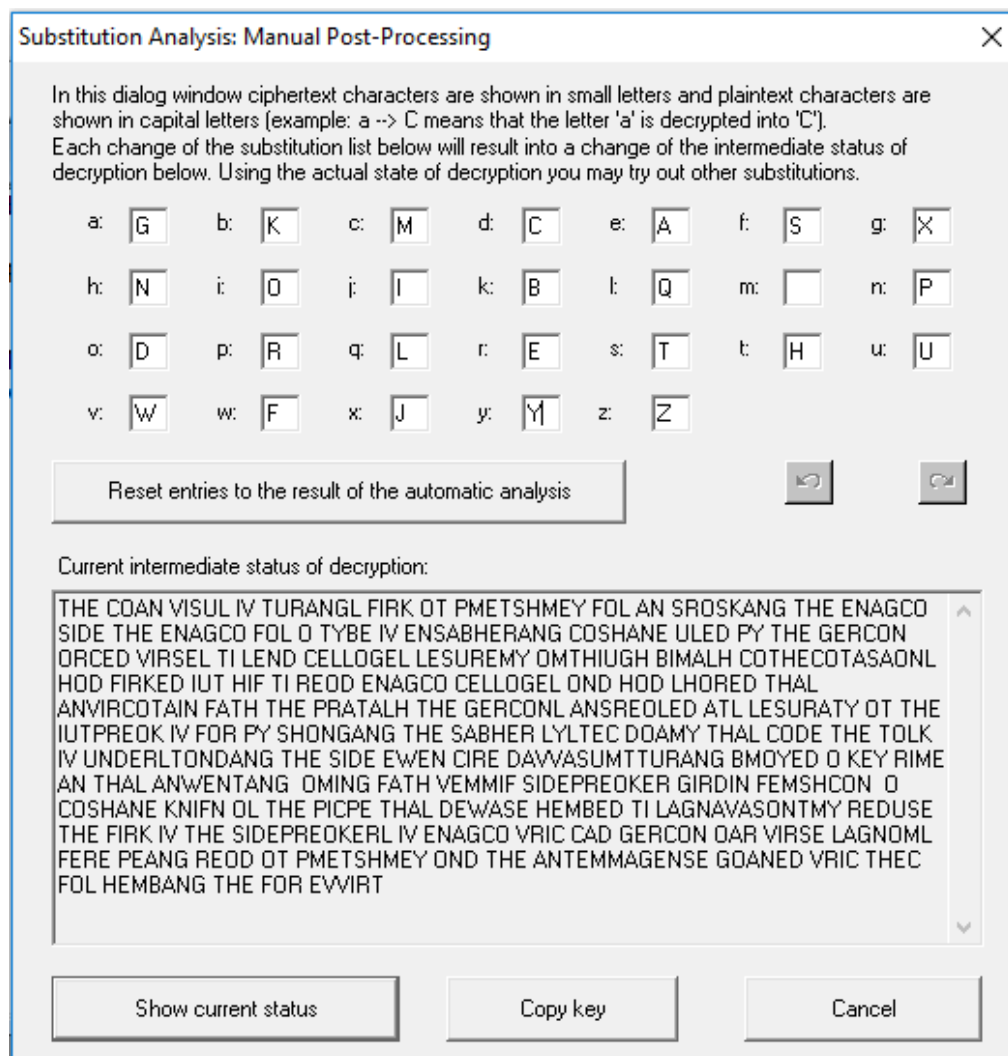 Substitution Analysis: Manual Post-Processing
In this dialog window ciphertext characters are shown in small letters and plaintext characters are
shown in capital letters (example: a --> C means that the letter 'a' is decrypted into 'C').
Each change of the substitution list below will result into a change of the intermediate status of
decryption below. Using the actual state of decryption you may try out other substitutions.
a: G b: K c: M d: C e: A f: S g: X
h: N i: O j: I k: B l: Q m: n: P
o: D p: R q: L r: E s: T t: H u: U
v: W w: F x: J y: Y z: Z
Reset entries to the result of the automatic analysis
Current intermediate status of decryption:
THE COAN VISUL IV TURANGL FIRK OT PMETSHMEY FOL AN SROSKANG THE ENAGCO
SIDE THE ENAGCO FOL O TYBE IV ENSABHERANG COSHANE ULED PY THE GERCON
ORCED VIRSEL TI LEND CELLOGEL LESUREMY OMTHIUGH BIMALH COTHECOTASAONL
HOD FIRKED IUT HIF TI REOD ENAGCO CELLOGEL OND HOD LHORED THAL
ANVIRCOTAIN FATH THE PRATALH THE GERCONL ANSREOLED ATL LESURATY OT THE
IUTPREOK IV FOR PY SHONGANG THE SABHER LYLTEC DOAMY THAL CODE THE TOLK
IV UNDERLTONDANG THE SIDE EWEN CIRE DAVVASUMTTURANG BMOYED O KEY RIME
AN THAL ANWENTANG OMING FATH VEMMIF SIDEPREOKER GIRDIN FEMSHCON O
COSHANE KNIFN OL THE PICPE THAL DEWASE HEMBED TI LAGNAVASONTMY REDUSE
THE FIRK IV THE SIDEPREOKERL IV ENAGCO VRIC CAD GERCON OAR VIRSE LAGNOML
FERE PEANG REOD OT PMETSHMEY OND THE ANTEMMAGENSE GOANED VRIC THEC
FOL HEMBANG THE FOR EVVIRT
Show current status Copy key Cancel